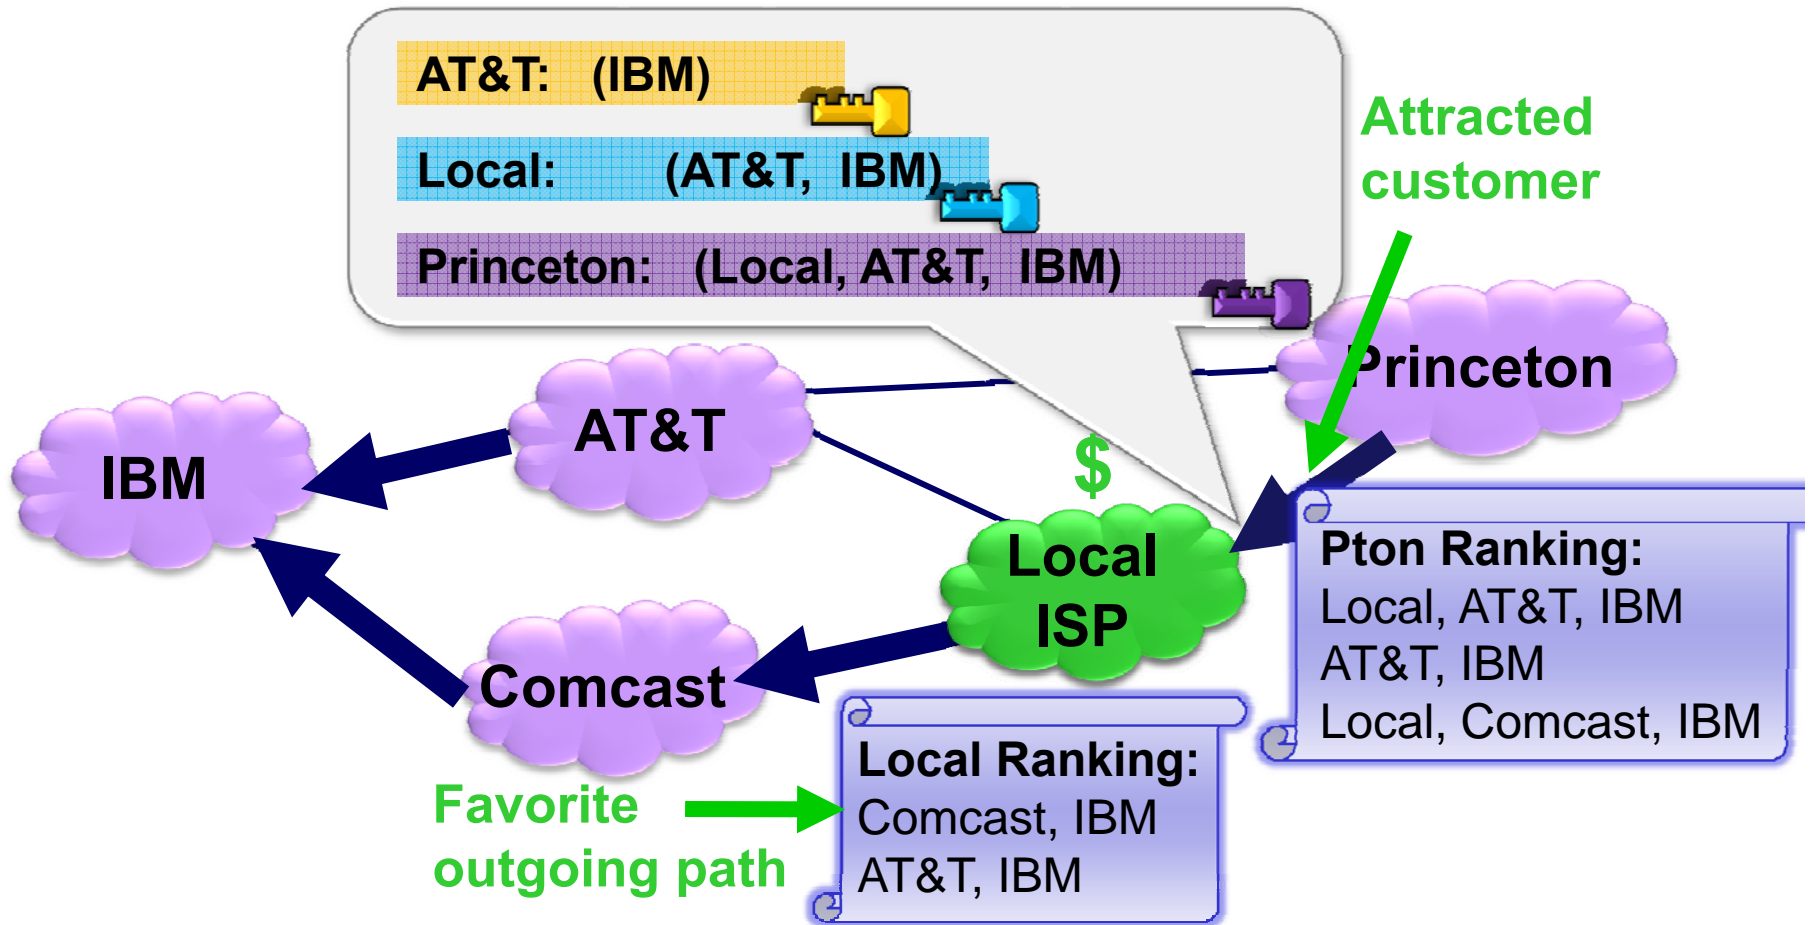 AT&T: (IBM)
Local: (AT&T, IBM)
Princeton: (Local, AT&T, IBM)
Attracted
customer
Princeton
AT&T
IBM
$
Local
ISP
Comcast
Pton Ranking:
Local, AT&T, IBM
AT&T, IBM
Local, Comcast, IBM
Local Ranking:
Comcast, IBM
AT&T, IBM
Favorite
outgoing path